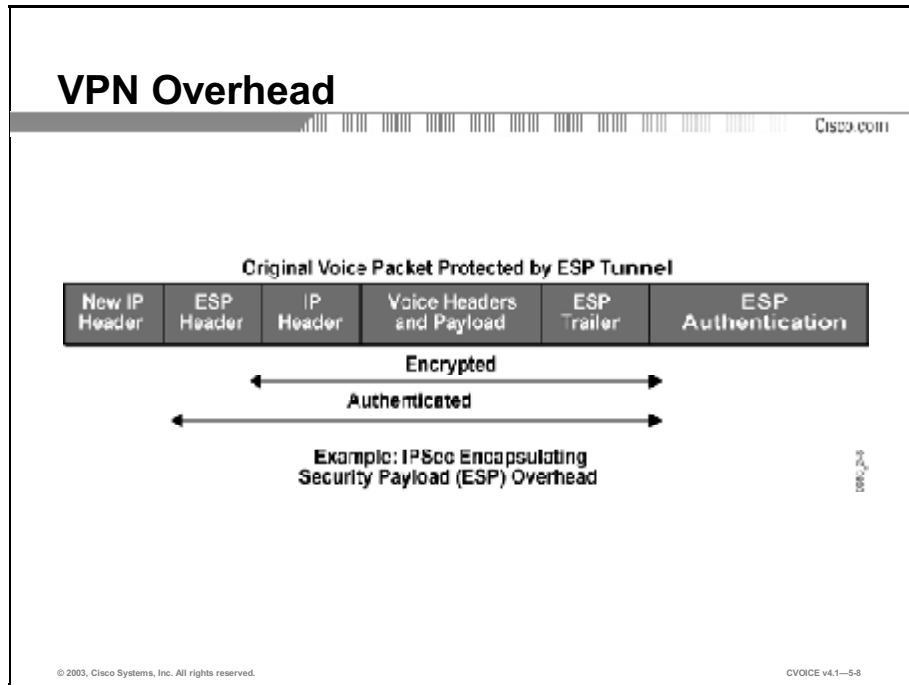 VPN Overhead
Cisco.com
Original Voice Packet Protected by ESP Tunnel
New IP
Header
ESP
Header
IP
Header
Voice Headers
and Payload
ESP
Trailer
ESP
Authentication
Encrypted
Authenticated
Example: IPSec Encapsulating
Security Payload (ESP) Overhead
© 2003, Cisco Systems, Inc. All rights reserved.
CVOICE v4.1—5-8